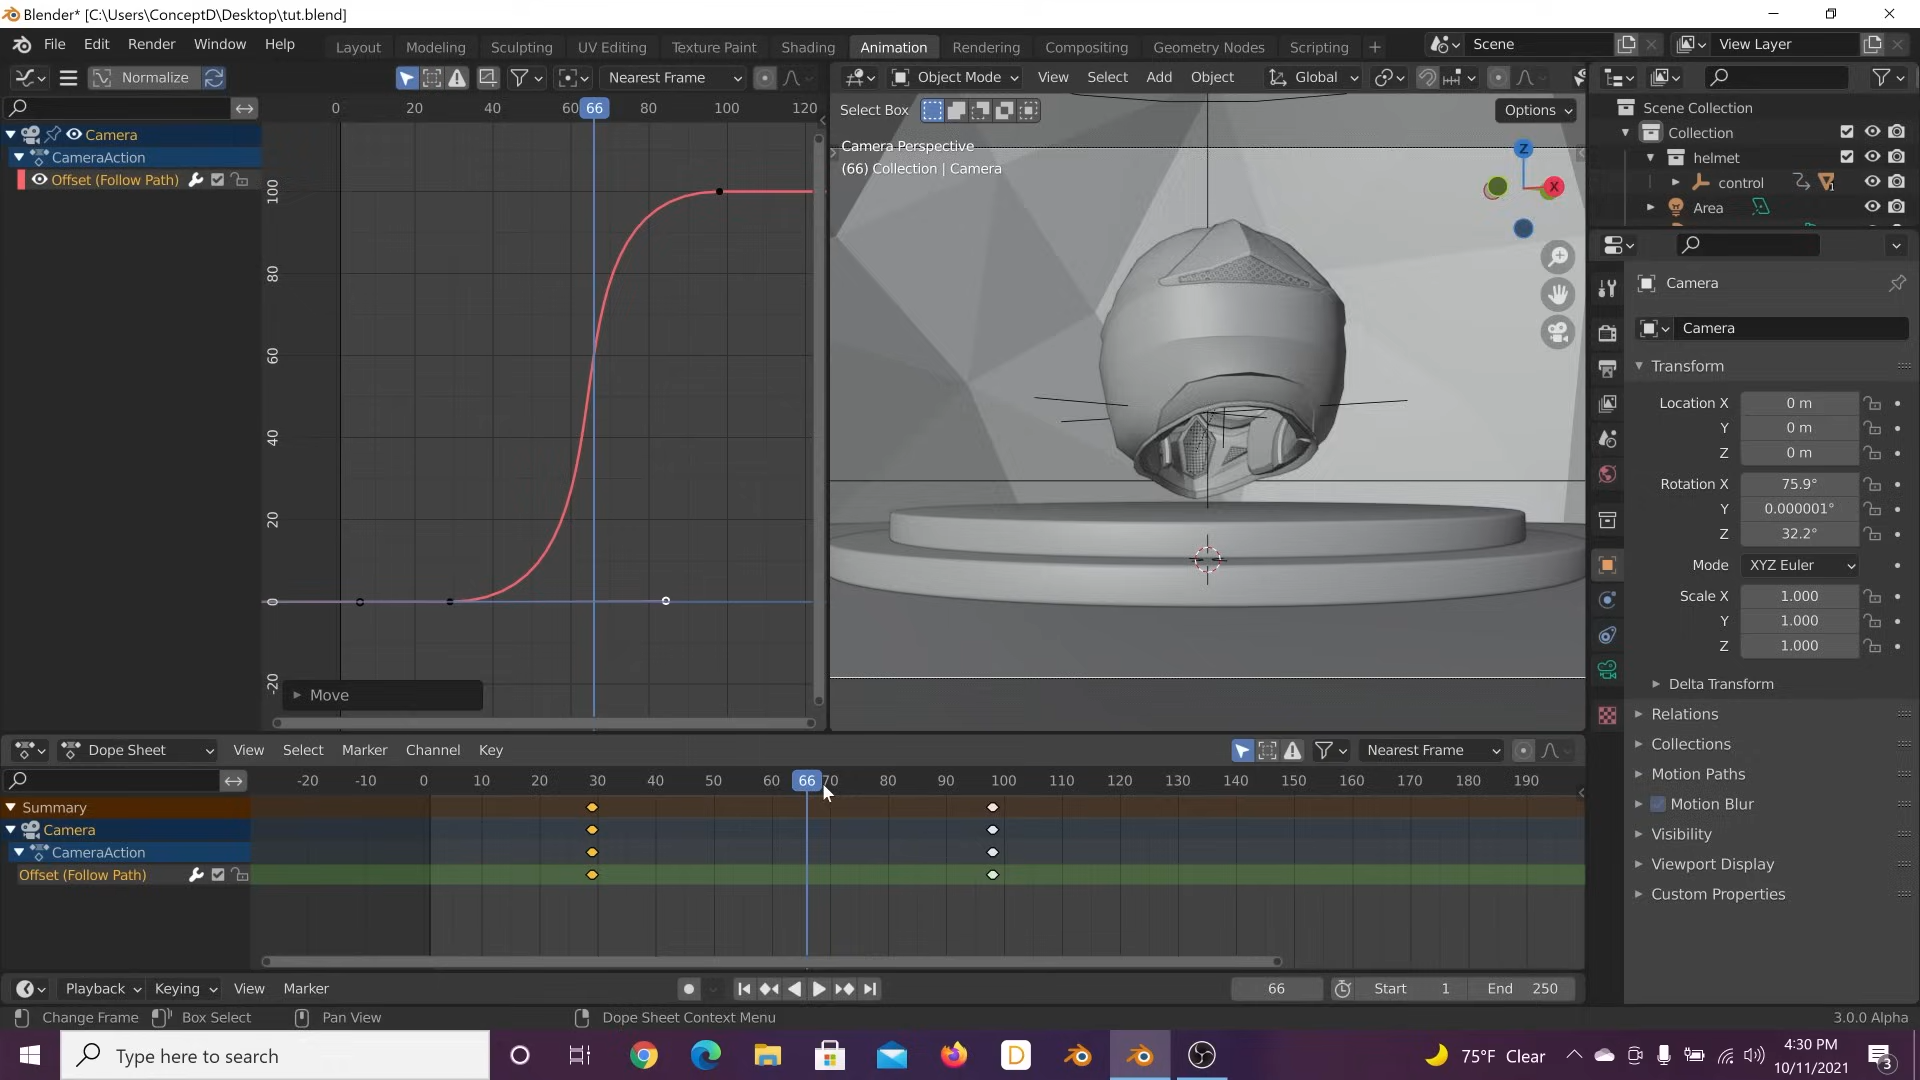 Blender* [C:\Users\ConceptD\Desktop\tut.blend]
File Edit Render Window Help Layout Modeling Sculpting UV Editing Texture Paint Shading Animation Rendering Compositing Geometry Nodes Scripting + Scene View Layer
Normalize Nearest Frame Object Mode View Select Add Object Global
0 20 40 60 66 80 100 120
Select Box Options
Camera
CameraAction
Offset (Follow Path)
100
80
60
40
20
0
-20
Move
Camera Perspective
(66) Collection | Camera
Z
X
Scene Collection
Collection
helmet
control
Area
Camera
Camera
Transform
Location X 0 m
Y 0 m
Z 0 m
Rotation X 75.9°
Y 0.000001°
Z 32.2°
Mode XYZ Euler
Scale X 1.000
Y 1.000
Z 1.000
Delta Transform
Relations
Collections
Motion Paths
Motion Blur
Visibility
Viewport Display
Custom Properties
Dope Sheet View Select Marker Channel Key Nearest Frame
-20 -10 0 10 20 30 40 50 60 66 70 80 90 100 110 120 130 140 150 160 170 180 190
Summary
Camera
CameraAction
Offset (Follow Path)
Playback Keying View Marker 66 Start 1 End 250
Change Frame Box Select Pan View Dope Sheet Context Menu 3.0.0 Alpha
Type here to search D 75°F Clear 4:30 PM
10/11/2021 3